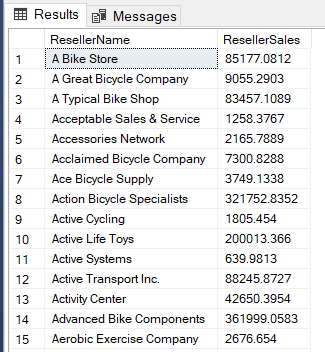 Results Messages
ResellerName ResellerSales
1 A Bike Store 85177.0812
2 A Great Bicycle Company 9055.2903
3 A Typical Bike Shop 83457.1089
4 Acceptable Sales & Service 1258.3767
5 Accessories Network 2165.7889
6 Acclaimed Bicycle Company 7300.8288
7 Ace Bicycle Supply 3749.1338
8 Action Bicycle Specialists 321752.8352
9 Active Cycling 1805.454
10 Active Life Toys 200013.366
11 Active Systems 639.9813
12 Active Transport Inc. 88245.8727
13 Activity Center 42650.3954
14 Advanced Bike Components 361999.0583
15 Aerobic Exercise Company 2676.654